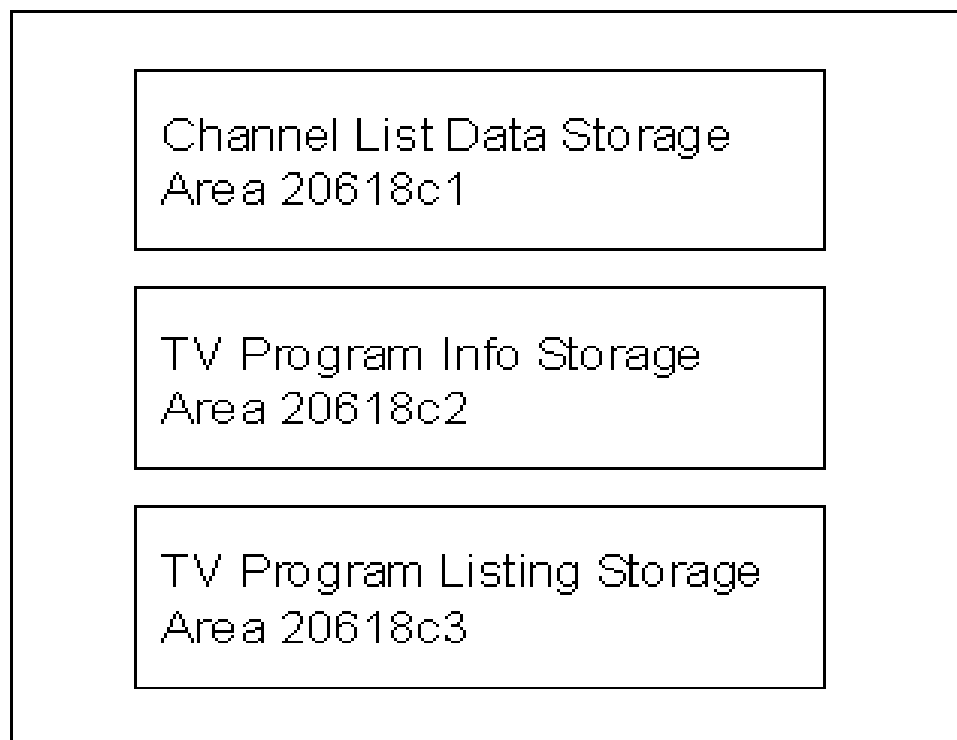 Channel List Data Storage
Area 20618c1
TV Program Info Storage
Area 20618c2
TV Program Listing Storage
Area 20618c3